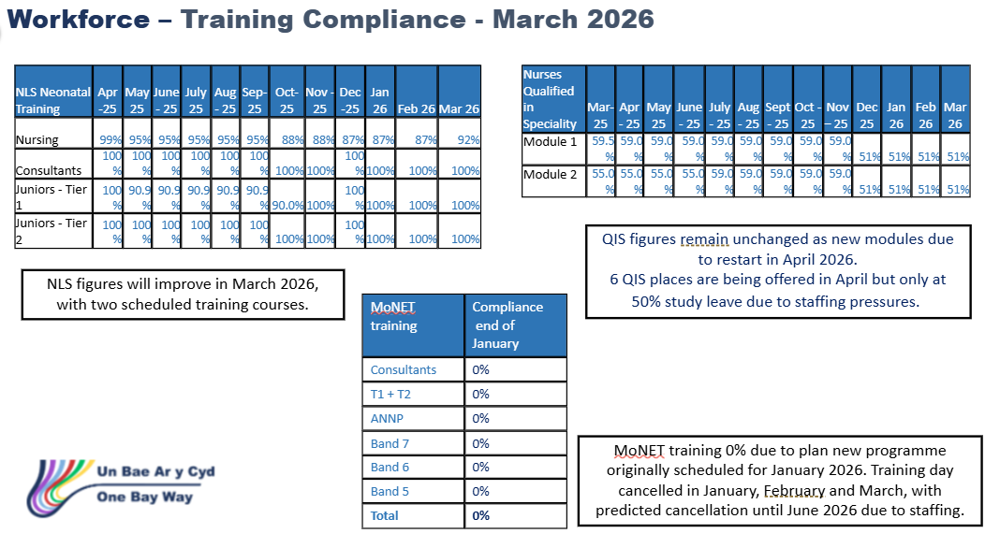 Workforce – Training Compliance - March 2026
NLS Neonatal Training Apr -25 May 25 June - 25 July 25 Aug - 25 Sep- 25 Oct- 25 Nov - 25 Dec -25 Jan 26 Feb 26 Mar 26
Nursing 99% 95% 95% 95% 95% 95% 88% 88% 87% 87% 87% 92%
Consultants 100% 100% 100% 100% 100% 100% 100% 100% 100% 100% 100% 100%
Juniors - Tier 1 100% 90.9% 90.9% 90.9% 90.9% 90.9% 90.0% 100% 100% 100% 100% 100%
Juniors - Tier 2 100% 100% 100% 100% 100% 100% 100% 100% 100% 100% 100% 100%
Nurses Qualified in Speciality Mar- 25 Apr - 25 May 25 June - 25 July - 25 Aug - 25 Sept - 25 Oct - 25 Nov – 25 Dec 25 Jan 26 Feb 26 Mar 26
Module 1 59.5% 59.0% 59.0% 59.0% 59.0% 59.0% 59.0% 59.0% 59.0% 51% 51% 51% 51%
Module 2 55.0% 55.0% 55.0% 55.0% 59.0% 59.0% 59.0% 59.0% 59.0% 51% 51% 51% 51%
NLS figures will improve in March 2026,
with two scheduled training courses.
QIS figures remain unchanged as new modules due
to restart in April 2026.
6 QIS places are being offered in April but only at
50% study leave due to staffing pressures.
MoNET training Compliance end of January
Consultants 0%
T1 + T2 0%
ANNP 0%
Band 7 0%
Band 6 0%
Band 5 0%
Total 0%
MoNET training 0% due to plan new programme
originally scheduled for January 2026. Training day
cancelled in January, February and March, with
predicted cancellation until June 2026 due to staffing.
Un Bae Ar y Cyd
One Bay Way